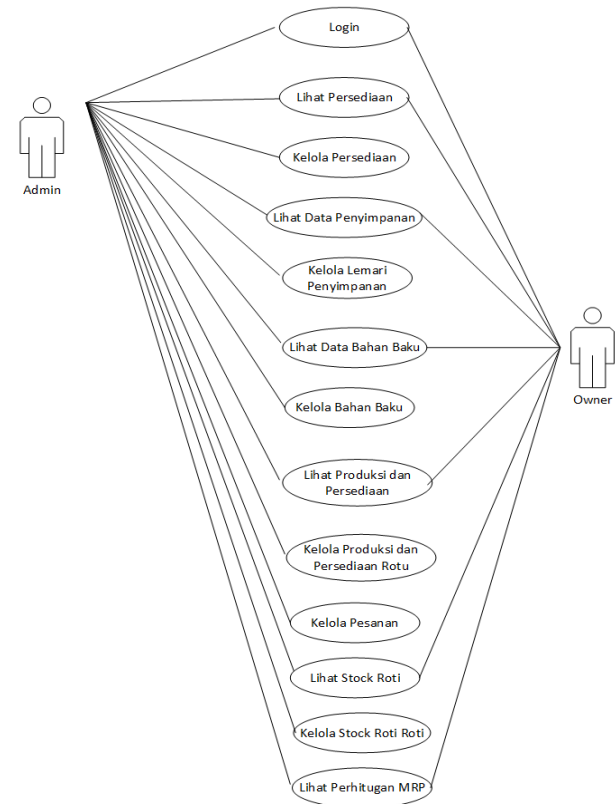 Login
Lihat Persediaan
Admin
Kelola Persediaan
Lihat Data Penyimpanan
Kelola Lemari
Penyimpanan
Lihat Data Bahan Baku
Owner
Kelola Bahan Baku
Lihat Produksi dan
Persediaan
Kelola Produksi dan
Persediaan Rotu
Kelola Pesanan
Lihat Stock Roti
Kelola Stock Roti Roti
Lihat Perhitugan MRP